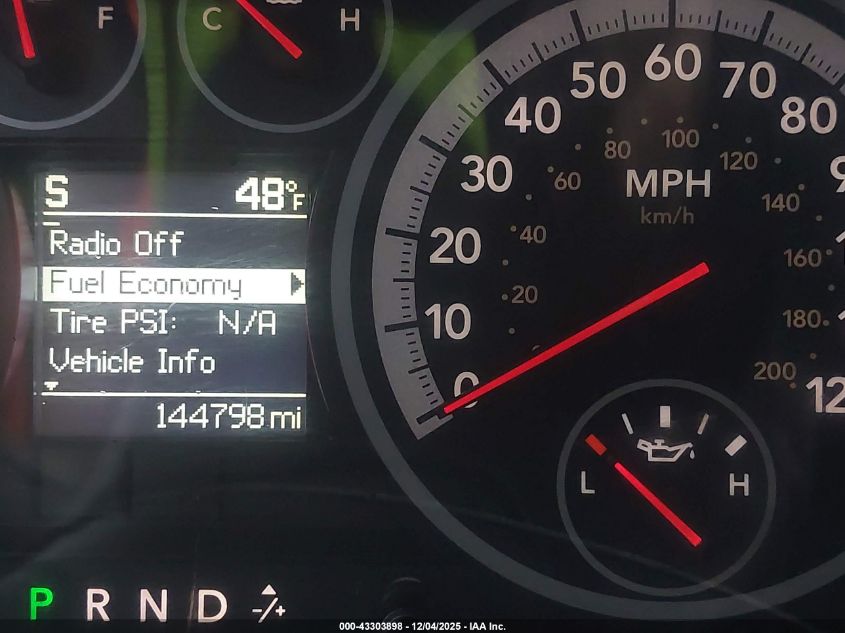 F
C H
S 48°F
Radio Off
Fuel Economy
Tire PSI: N/A
Vehicle Info
144798 mi
0 10 20 30 40 50 60 70 80
20 40 60 80 100 120 140 160 180 200
MPH
km/h
L H
P R N D -/+
000-43303898 - 12/04/2025 - IAA Inc.